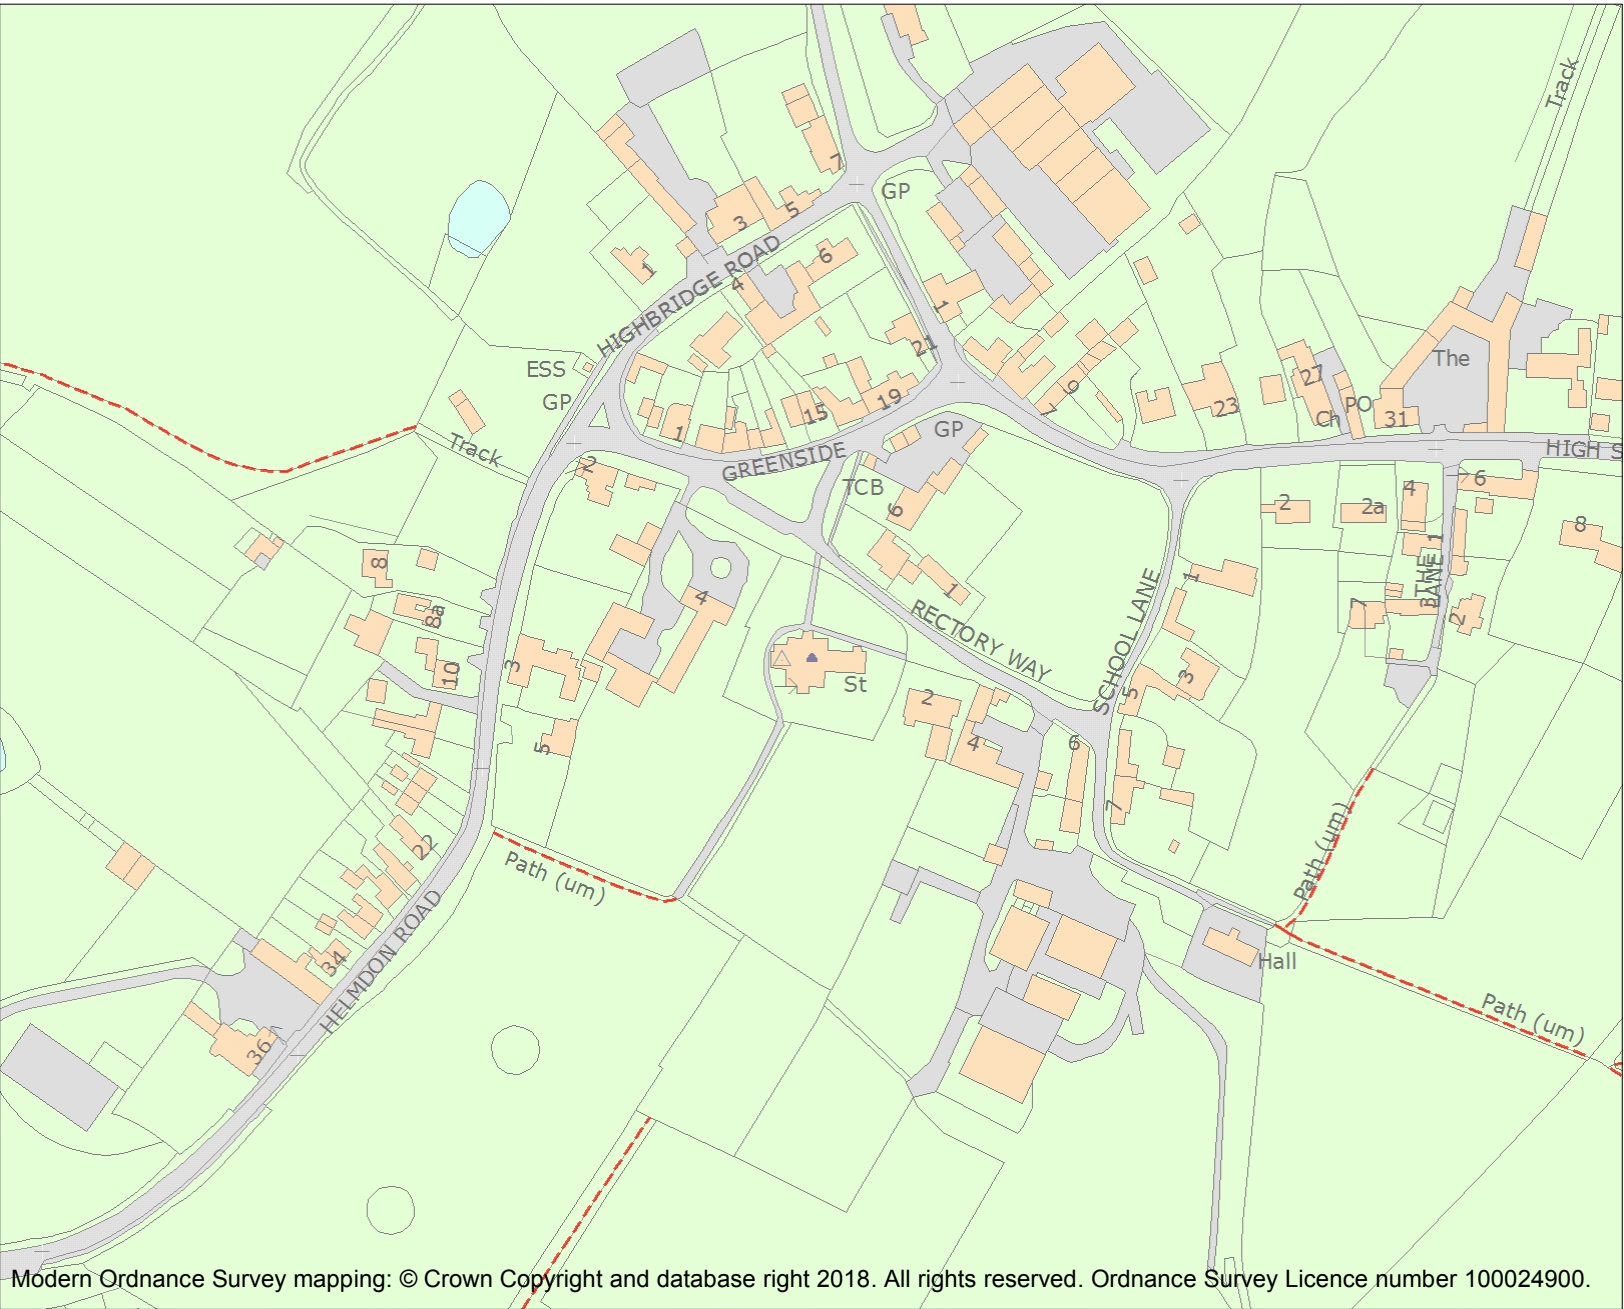 Track
7
GP
3
5
HIGHBRIDGE ROAD
1
6
4
1
21
ESS
GP
The
9
7
27
23
Ch
PO
31
15
19
1
GREENSIDE
GP
HIGH S
Track
2
TCB
6
2
2a
4
6
8
8
8a
10
4
1
RECTORY WAY
SCHOOL LANE
1
THE
LANE
1
7
2
3
St
2
5
3
5
4
6
7
22
Path (um)
Path (um)
HELMDON ROAD
34
36
Hall
Path (um)
Modern Ordnance Survey mapping: © Crown Copyright and database right 2018. All rights reserved. Ordnance Survey Licence number 100024900.